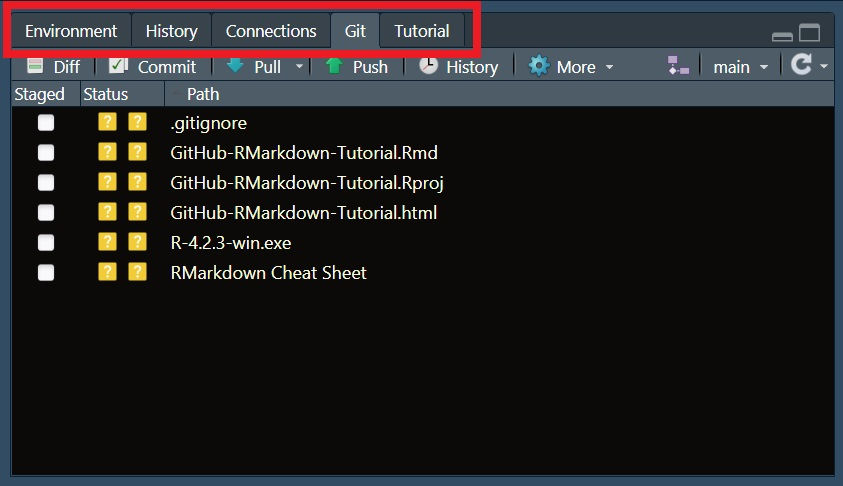 Environment History Connections Git Tutorial
Diff Commit Pull Push History More main
Staged Status Path
? ? .gitignore
? ? GitHub-RMarkdown-Tutorial.Rmd
? ? GitHub-RMarkdown-Tutorial.Rproj
? ? GitHub-RMarkdown-Tutorial.html
? ? R-4.2.3-win.exe
? ? RMarkdown Cheat Sheet